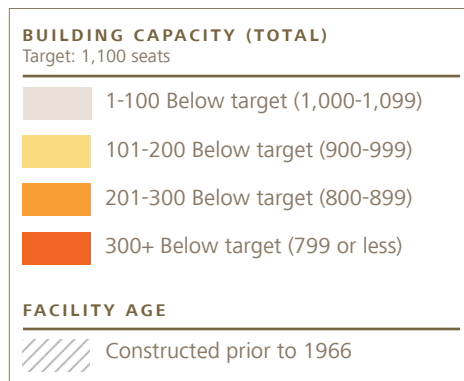 BUILDING CAPACITY (TOTAL)
Target: 1,100 seats
1-100 Below target (1,000-1,099)
101-200 Below target (900-999)
201-300 Below target (800-899)
300+ Below target (799 or less)
FACILITY AGE
Constructed prior to 1966